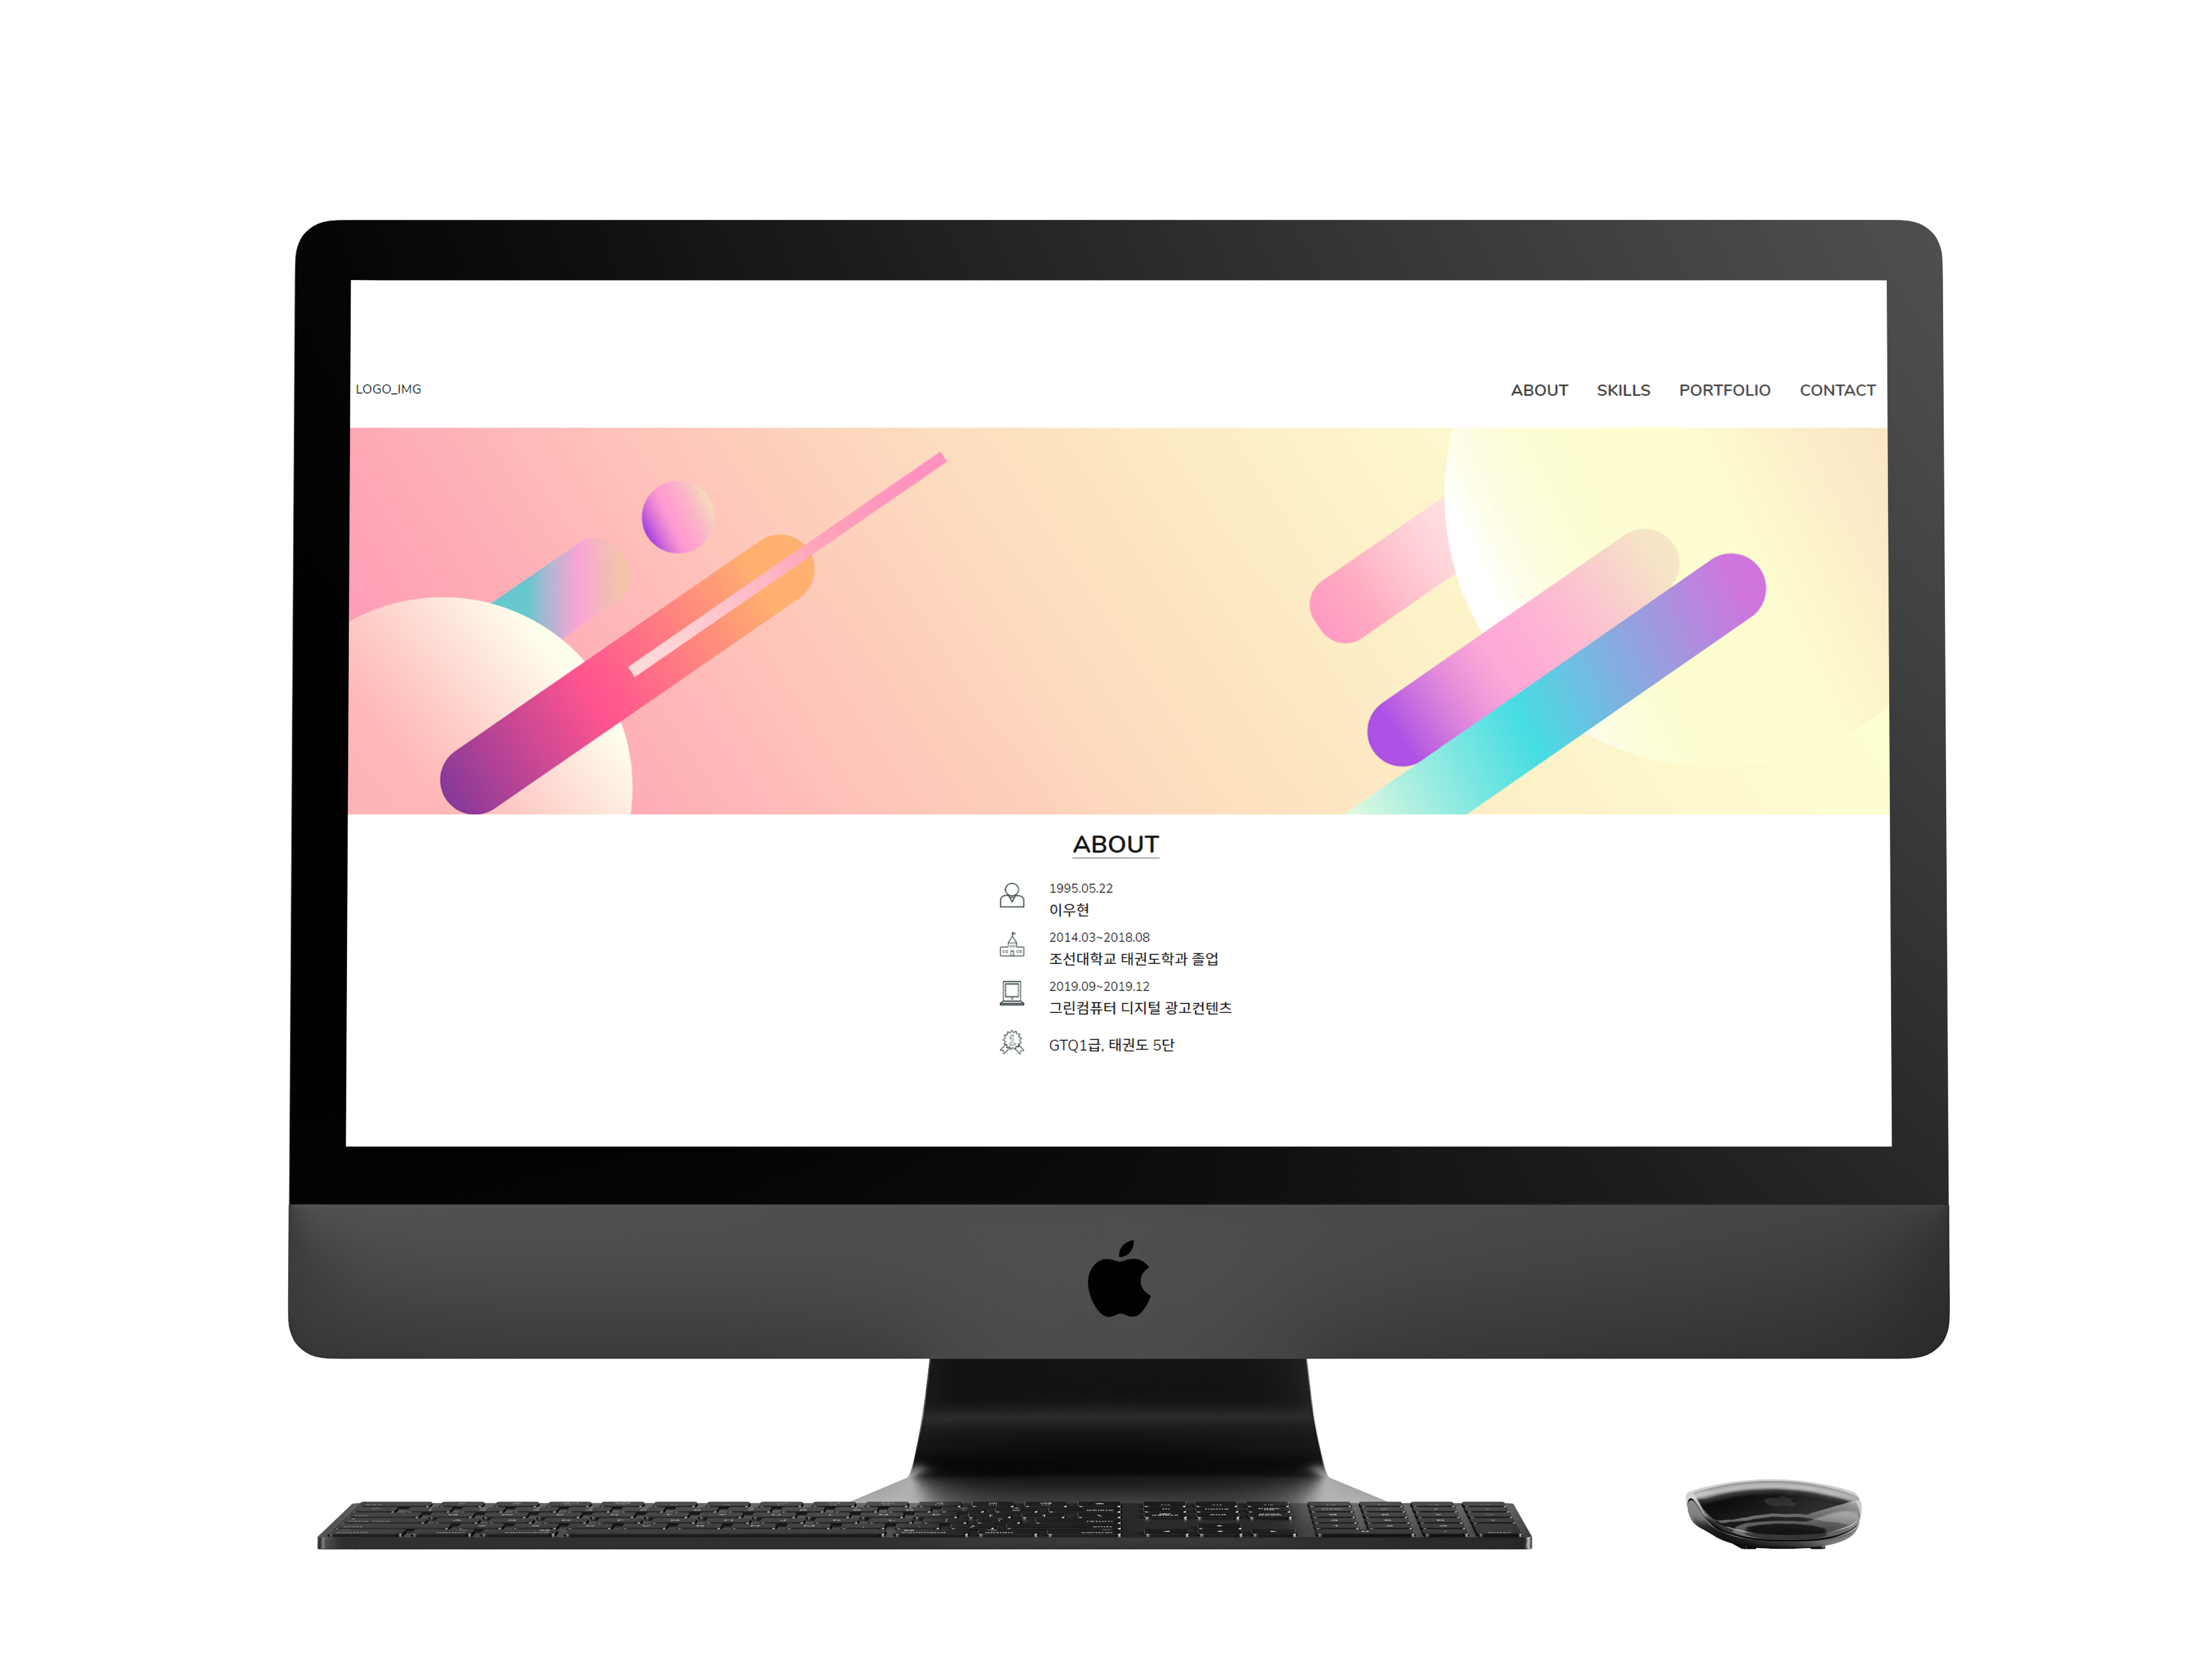 LOGO_IMG
ABOUT SKILLS PORTFOLIO CONTACT
ABOUT
1995.05.22
이우현
2014.03~2018.08
조선대학교 태권도학과 졸업
2019.09~2019.12
그린컴퓨터 디지털 광고컨텐츠
GTQ1급, 태권도 5단